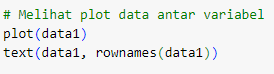 # Melihat plot data antar variabel
plot(data1)
text(data1, rownames(data1))